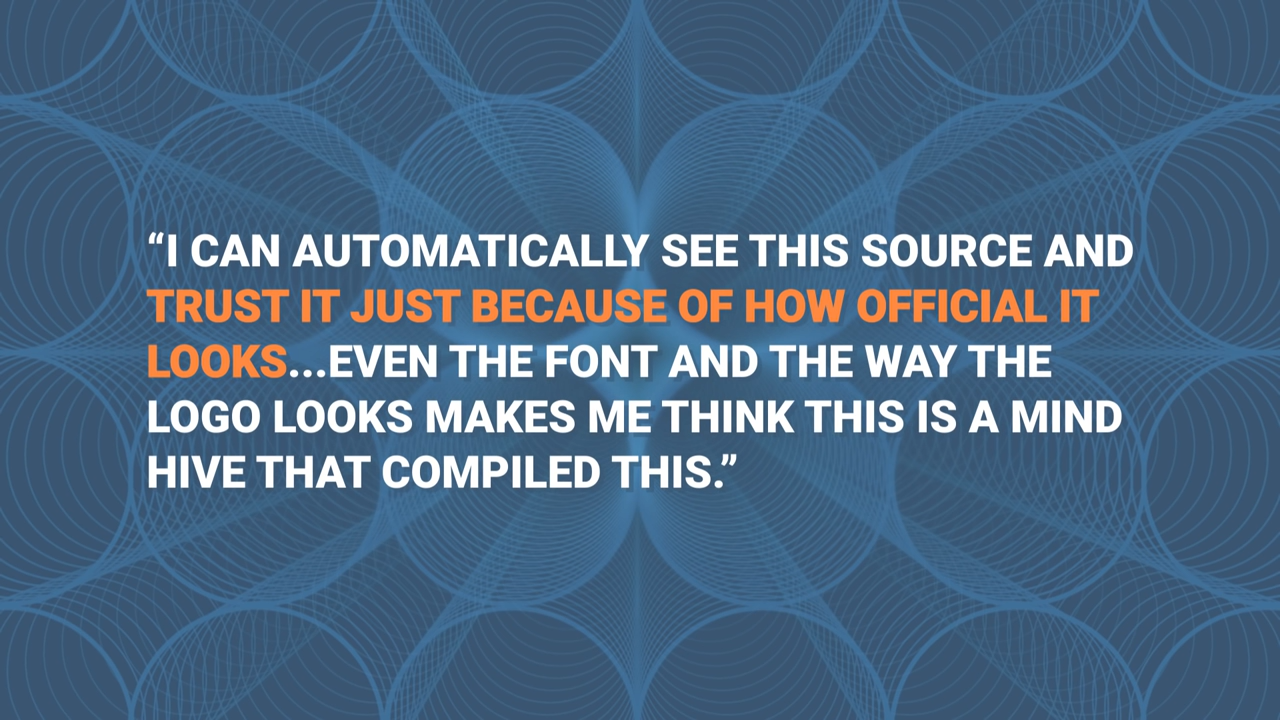 “I CAN AUTOMATICALLY SEE THIS SOURCE AND
TRUST IT JUST BECAUSE OF HOW OFFICIAL IT
LOOKS...EVEN THE FONT AND THE WAY THE
LOGO LOOKS MAKES ME THINK THIS IS A MIND
HIVE THAT COMPILED THIS.”